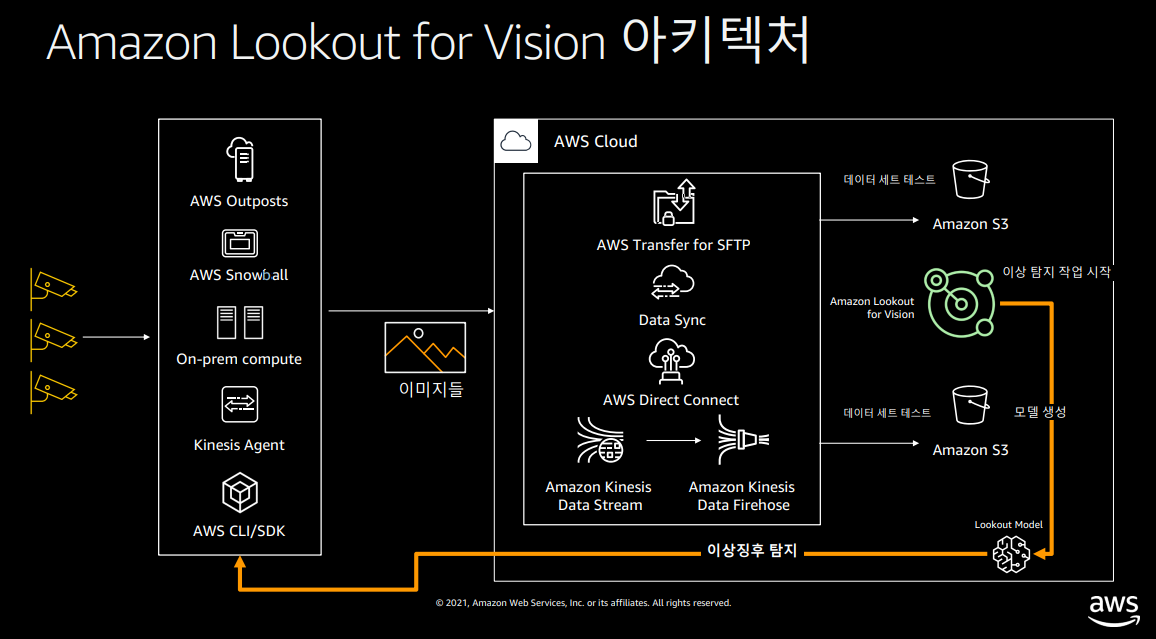 Amazon Lookout for Vision 아키텍처
AWS Outposts
AWS Snowball
On-prem compute
Kinesis Agent
AWS CLI/SDK
이미지들
AWS Cloud
AWS Transfer for SFTP
Data Sync
AWS Direct Connect
Amazon Kinesis
Data Stream
Amazon Kinesis
Data Firehose
데이터 세트 테스트
Amazon S3
이상 탐지 작업 시작
Amazon Lookout
for Vision
데이터 세트 테스트
Amazon S3
모델 생성
Lookout Model
이상징후 탐지
© 2021, Amazon Web Services, Inc. or its affiliates. All rights reserved.
aws